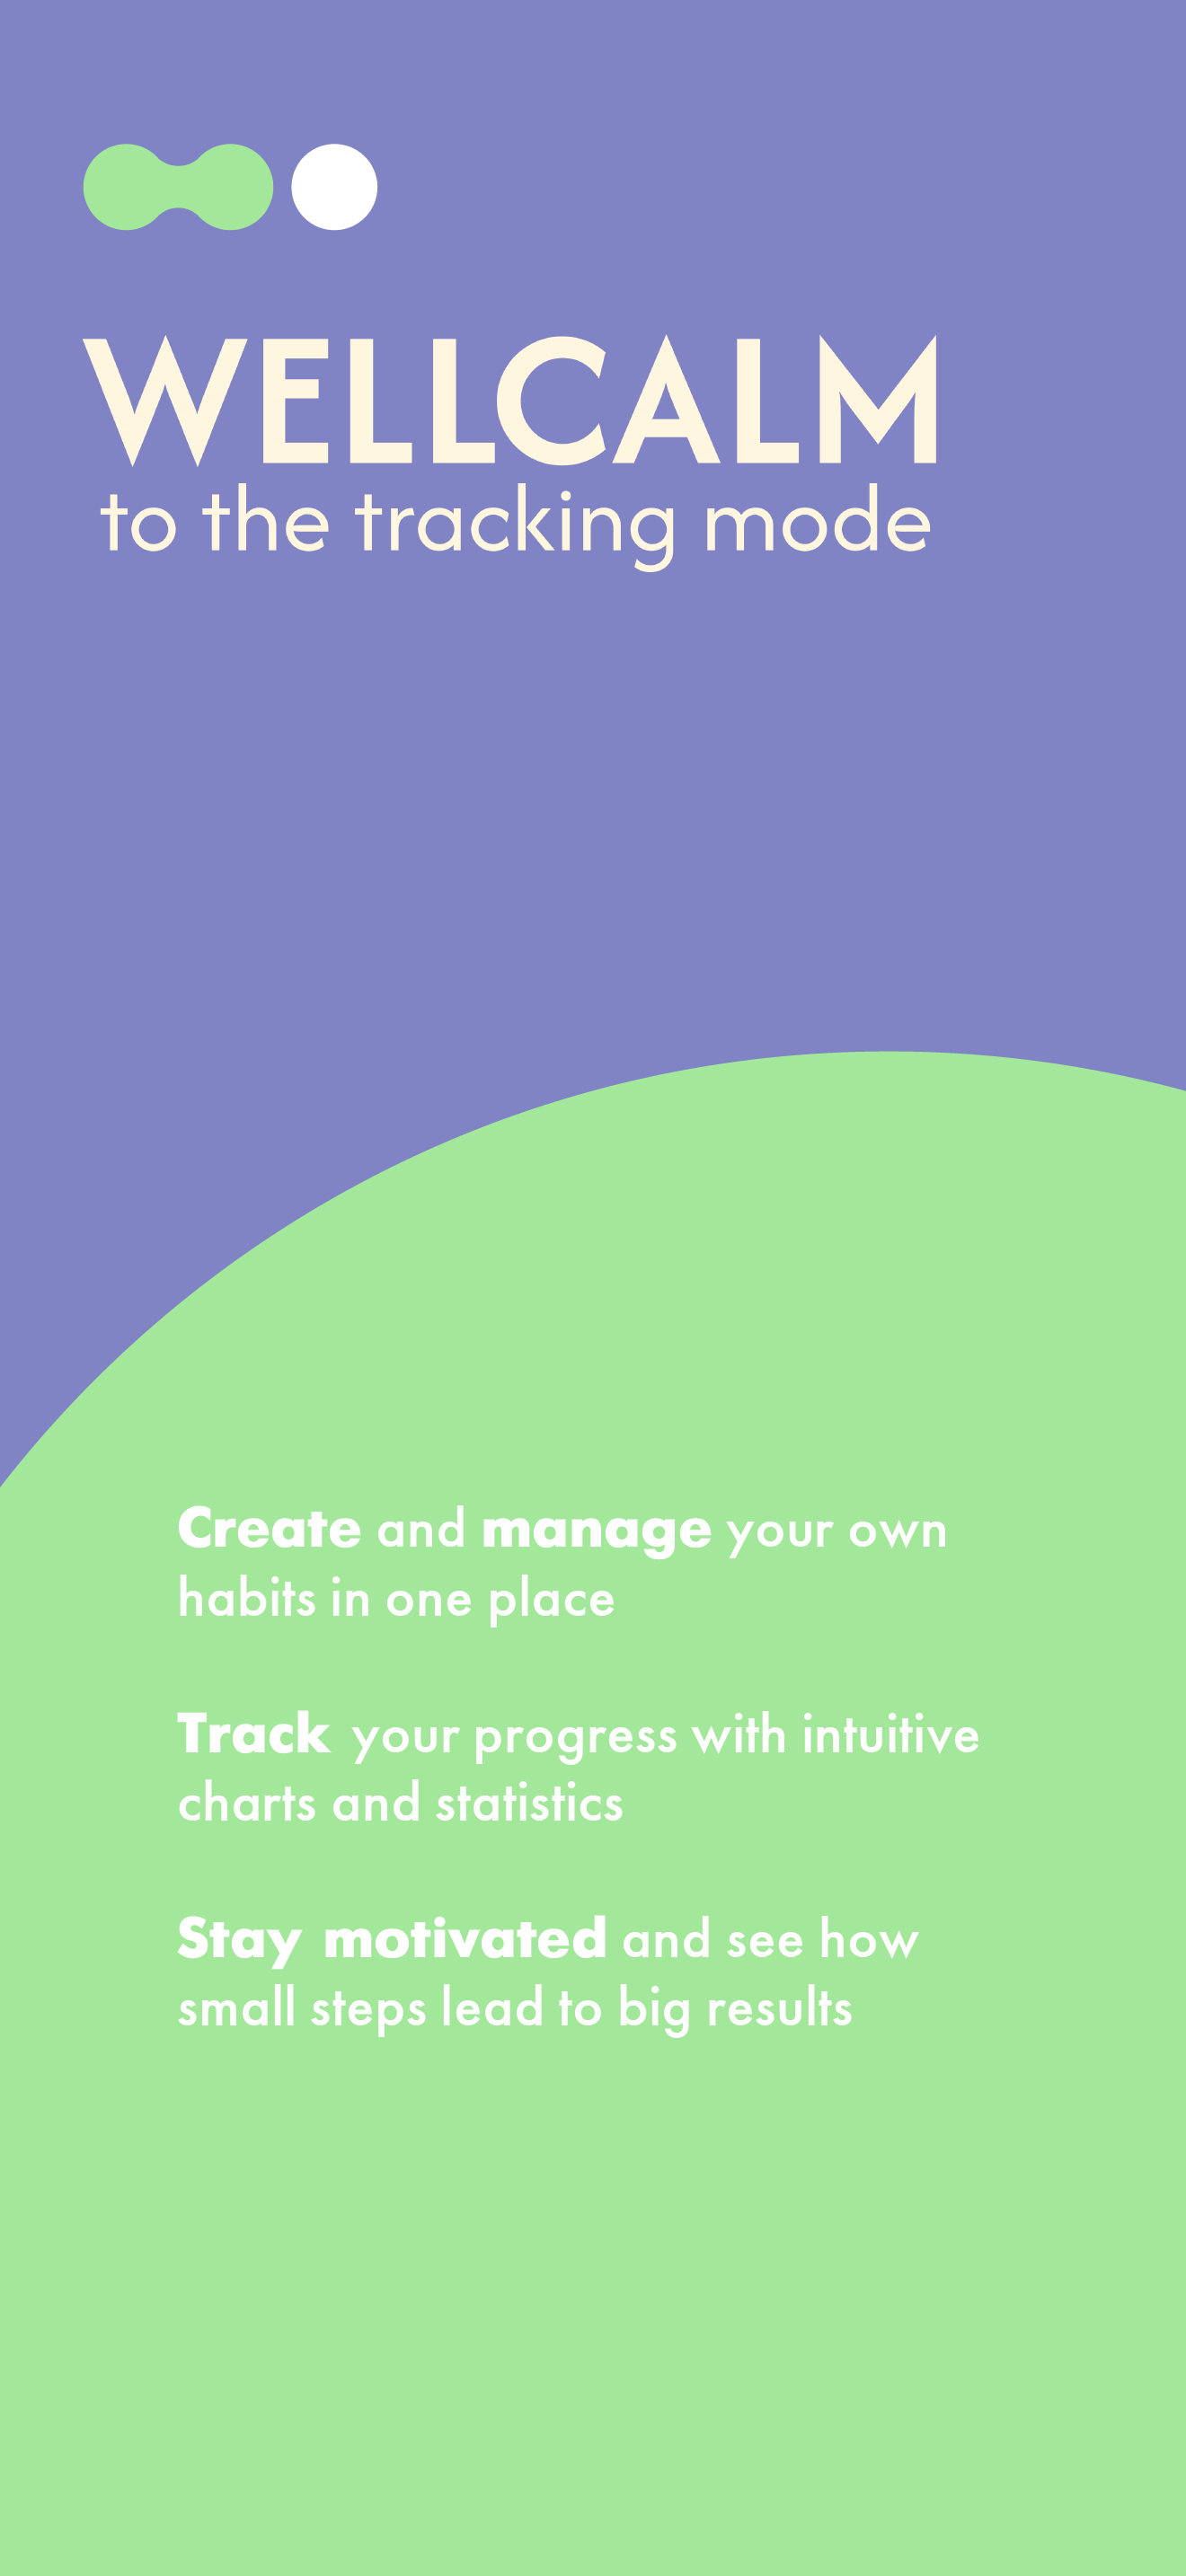 WELLCALM
to the tracking mode
Create and manage your own
habits in one place
Track your progress with intuitive
charts and statistics
Stay motivated and see how
small steps lead to big results